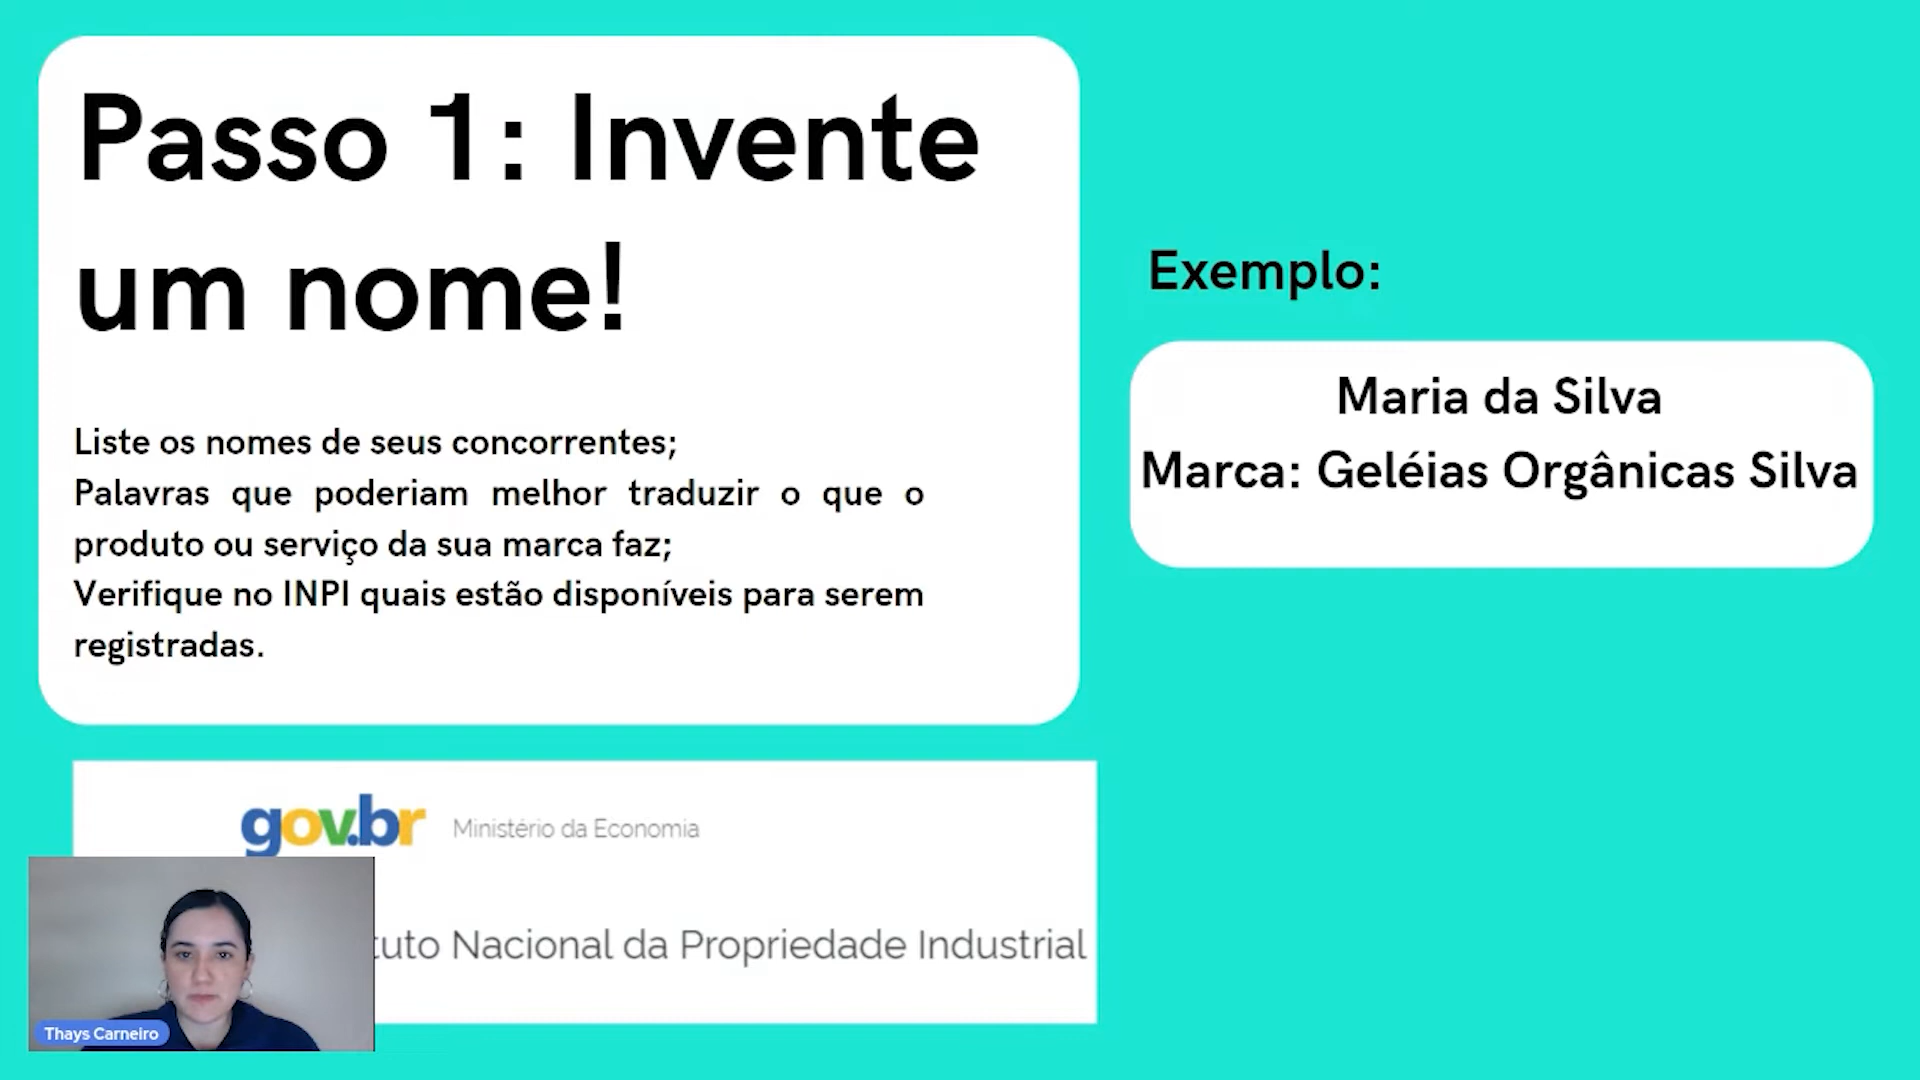 Passo 1: Invente
um nome!
Liste os nomes de seus concorrentes;
Palavras que poderiam melhor traduzir o que o
produto ou serviço da sua marca faz;
Verifique no INPI quais estão disponíveis para serem
registradas.
Exemplo:
Maria da Silva
Marca: Geléias Orgânicas Silva
gov.br Ministério da Economia
tuto Nacional da Propriedade Industrial
Thays Carneiro